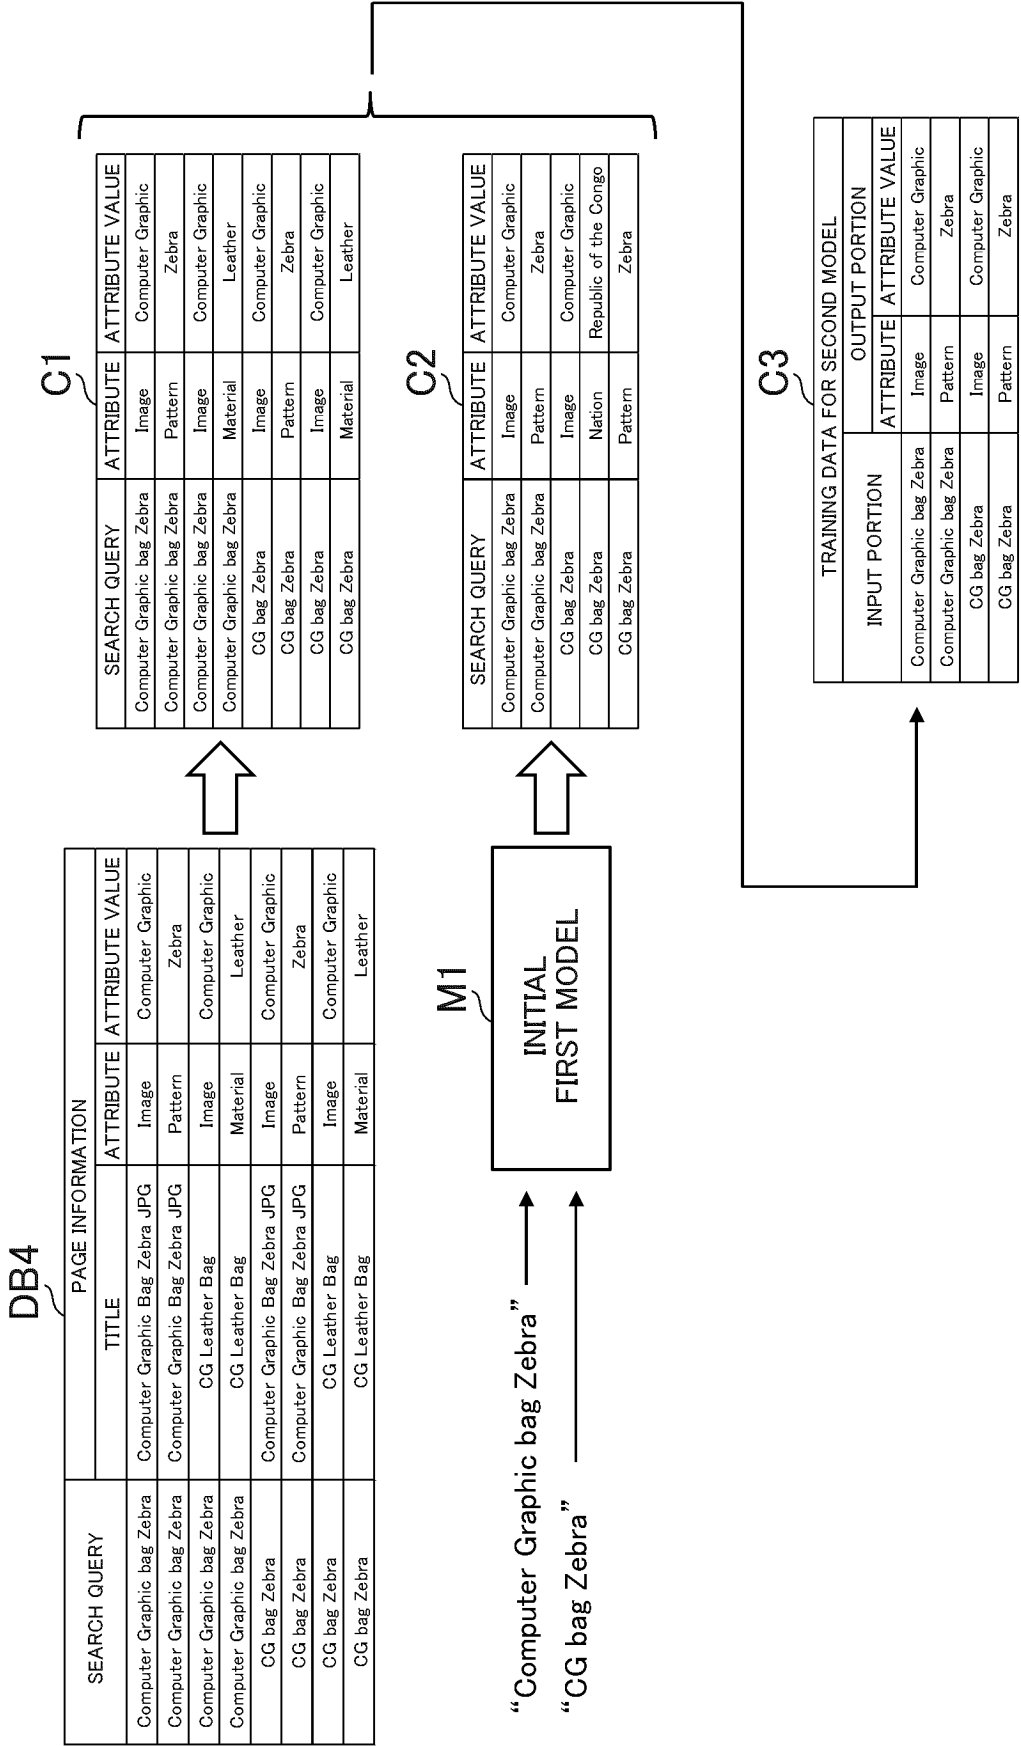 DB4
SEARCH QUERY PAGE INFORMATION
TITLE ATTRIBUTE ATTRIBUTE VALUE
Computer Graphic bag Zebra Computer Graphic Bag Zebra JPG Image Computer Graphic
Computer Graphic bag Zebra Computer Graphic Bag Zebra JPG Pattern Zebra
Computer Graphic bag Zebra CG Leather Bag Image Computer Graphic
Computer Graphic bag Zebra CG Leather Bag Material Leather
CG bag Zebra Computer Graphic Bag Zebra JPG Image Computer Graphic
CG bag Zebra Computer Graphic Bag Zebra JPG Pattern Zebra
CG bag Zebra CG Leather Bag Image Computer Graphic
CG bag Zebra CG Leather Bag Material Leather
C1
SEARCH QUERY ATTRIBUTE ATTRIBUTE VALUE
Computer Graphic bag Zebra Image Computer Graphic
Computer Graphic bag Zebra Pattern Zebra
Computer Graphic bag Zebra Image Computer Graphic
Computer Graphic bag Zebra Material Leather
CG bag Zebra Image Computer Graphic
CG bag Zebra Pattern Zebra
CG bag Zebra Image Computer Graphic
CG bag Zebra Material Leather
“Computer Graphic bag Zebra”
“CG bag Zebra”
M1
INITIAL
FIRST MODEL
C2
SEARCH QUERY ATTRIBUTE ATTRIBUTE VALUE
Computer Graphic bag Zebra Image Computer Graphic
Computer Graphic bag Zebra Pattern Zebra
CG bag Zebra Image Computer Graphic
CG bag Zebra Nation Republic of the Congo
CG bag Zebra Pattern Zebra
C3
TRAINING DATA FOR SECOND MODEL
INPUT PORTION OUTPUT PORTION
ATTRIBUTE ATTRIBUTE VALUE
Computer Graphic bag Zebra Image Computer Graphic
Computer Graphic bag Zebra Pattern Zebra
CG bag Zebra Image Computer Graphic
CG bag Zebra Pattern Zebra